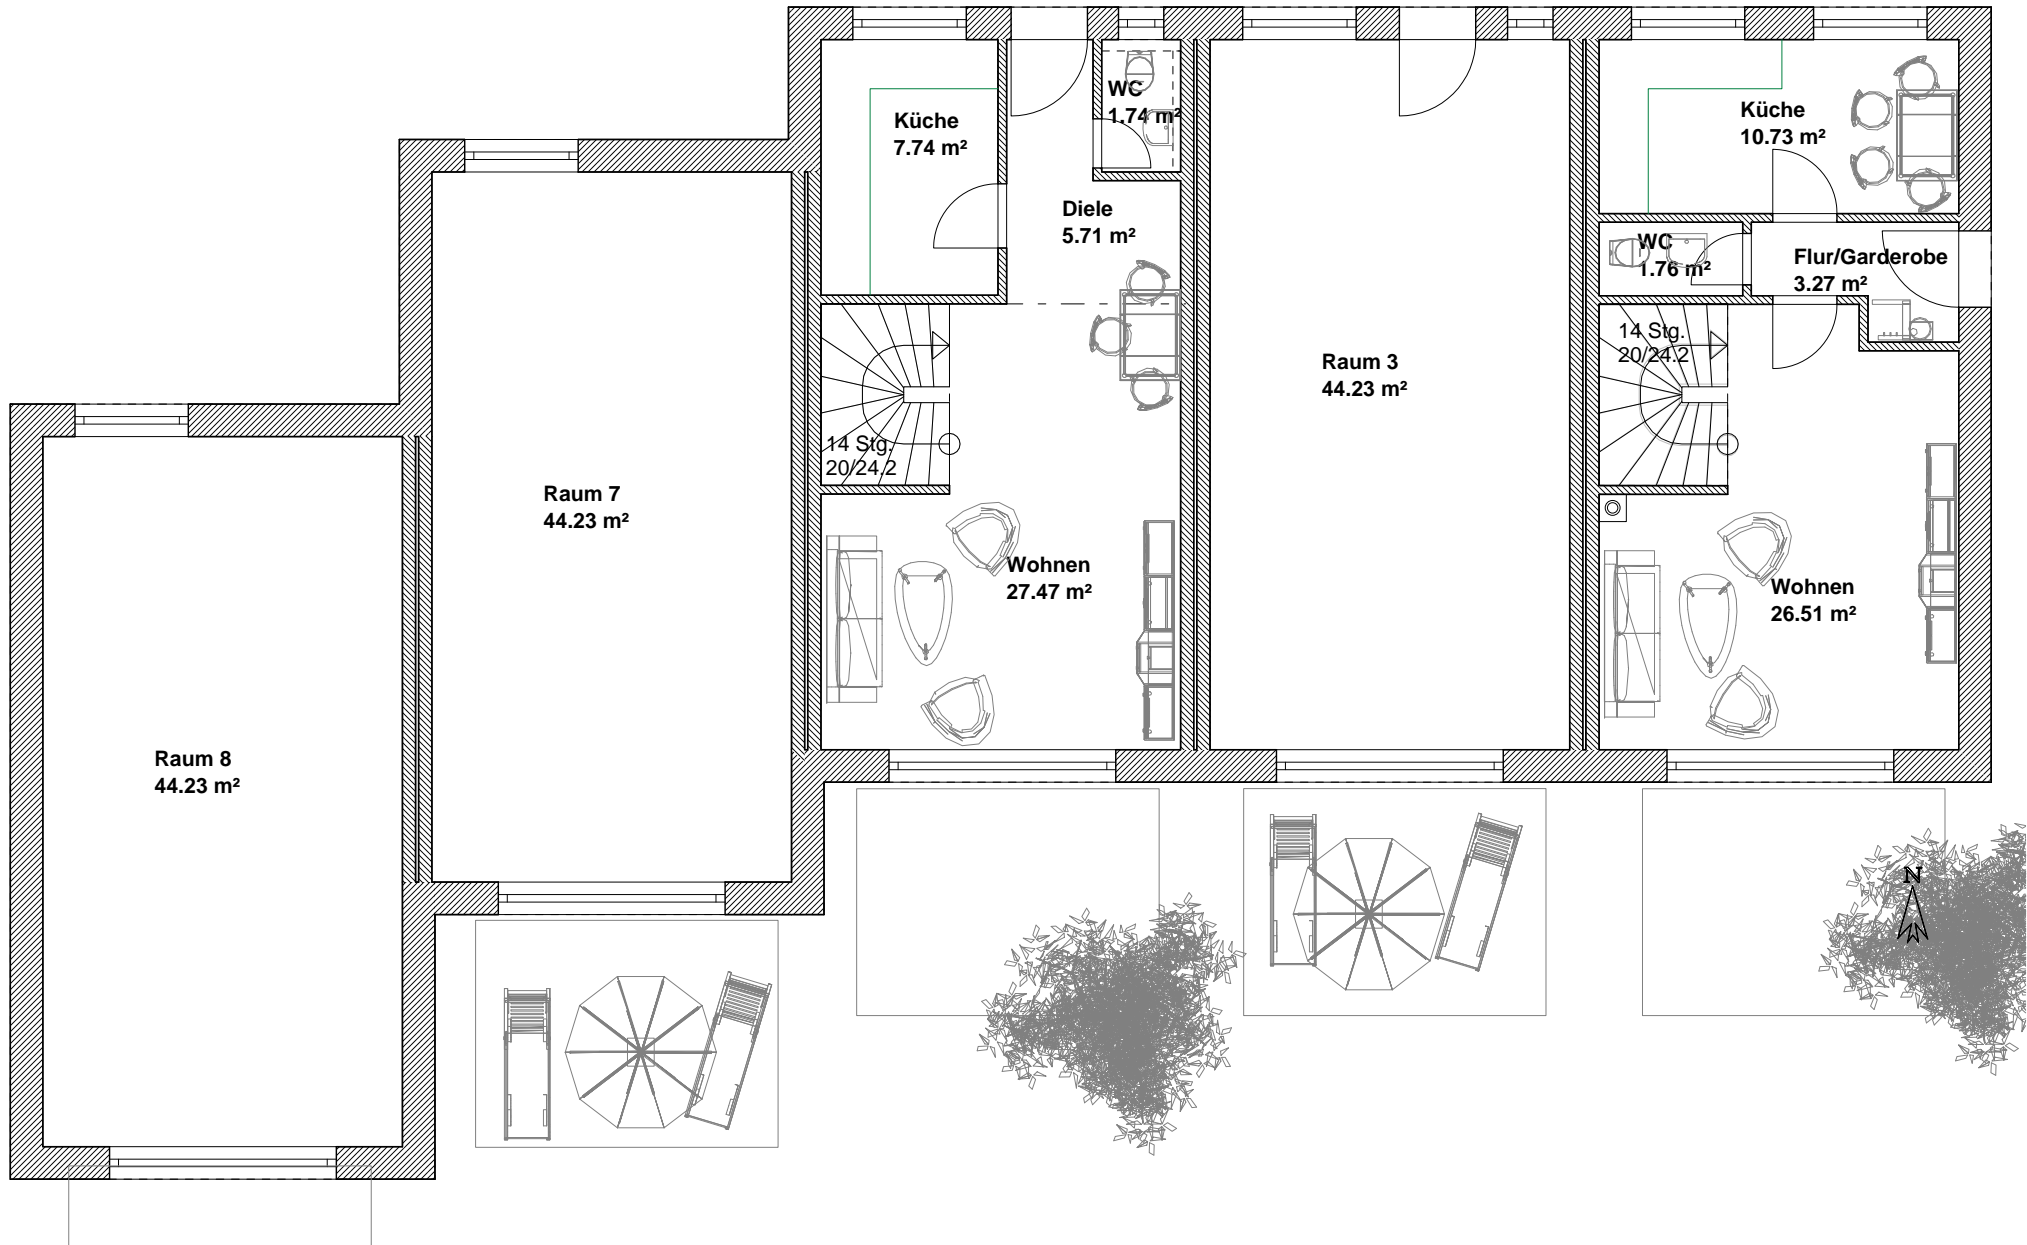 Küche
7.74 m²
WC
1.74 m²
Diele
5.71 m²
Küche
10.73 m²
WC
1.76 m²
Flur/Garderobe
3.27 m²
14 Stg.
20/24.2
Raum 3
44.23 m²
14 Stg.
20/24.2
Raum 7
44.23 m²
Wohnen
27.47 m²
Wohnen
26.51 m²
Raum 8
44.23 m²
N